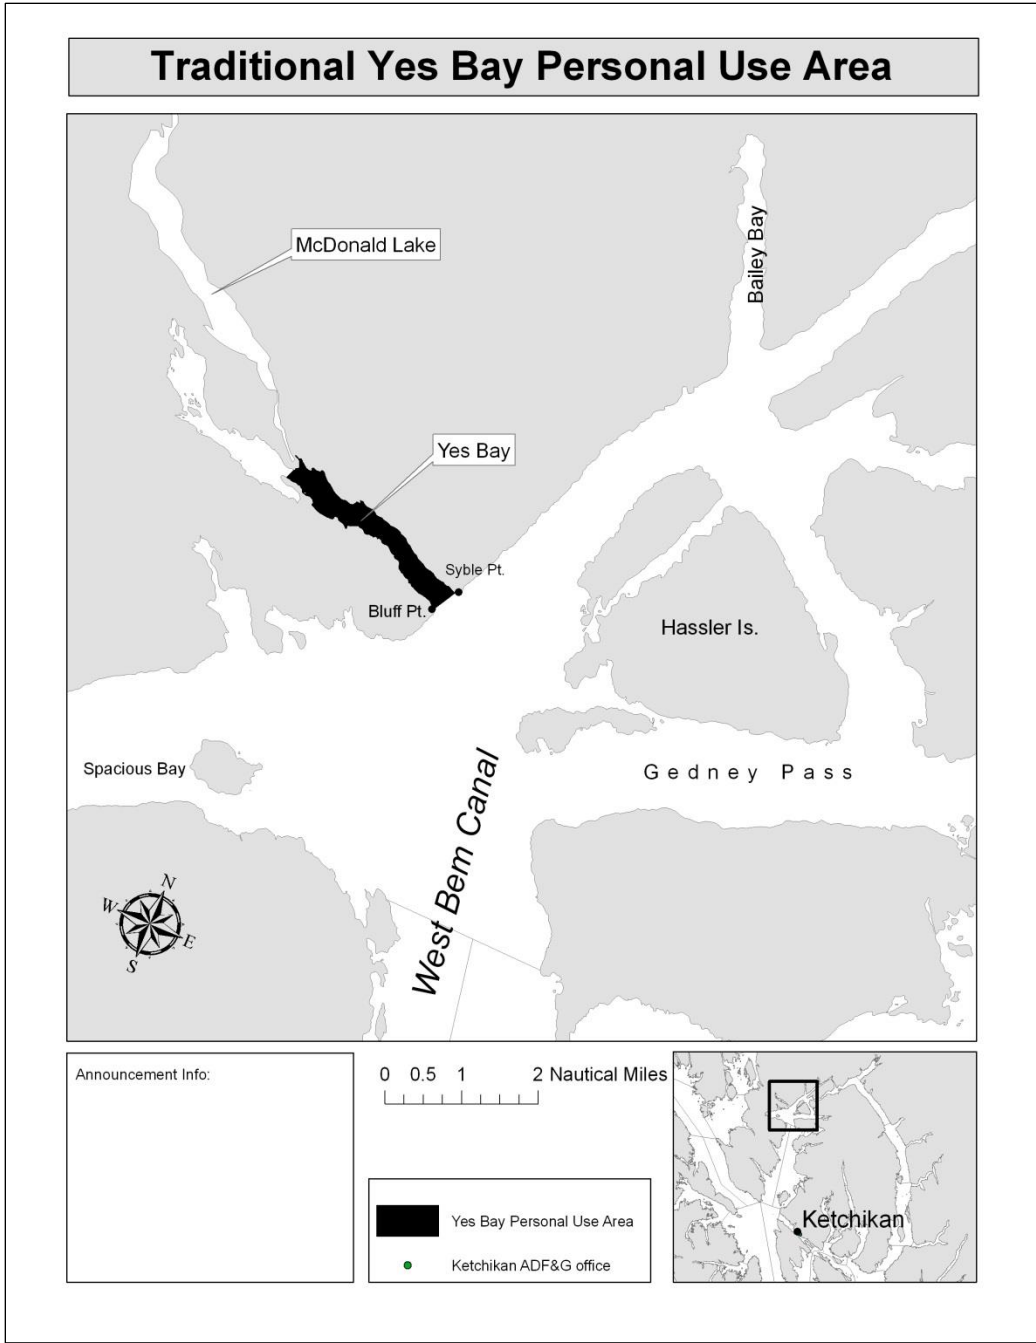 Traditional Yes Bay Personal Use Area
McDonald Lake
Bailey Bay
Yes Bay
Syble Pt.
Bluff Pt.
Hassler Is.
Spacious Bay
Gedney Pass
West Bem Canal
N
W
E
S
Announcement Info:
0 0.5 1 2 Nautical Miles
Yes Bay Personal Use Area
Ketchikan ADF&G office
Ketchikan